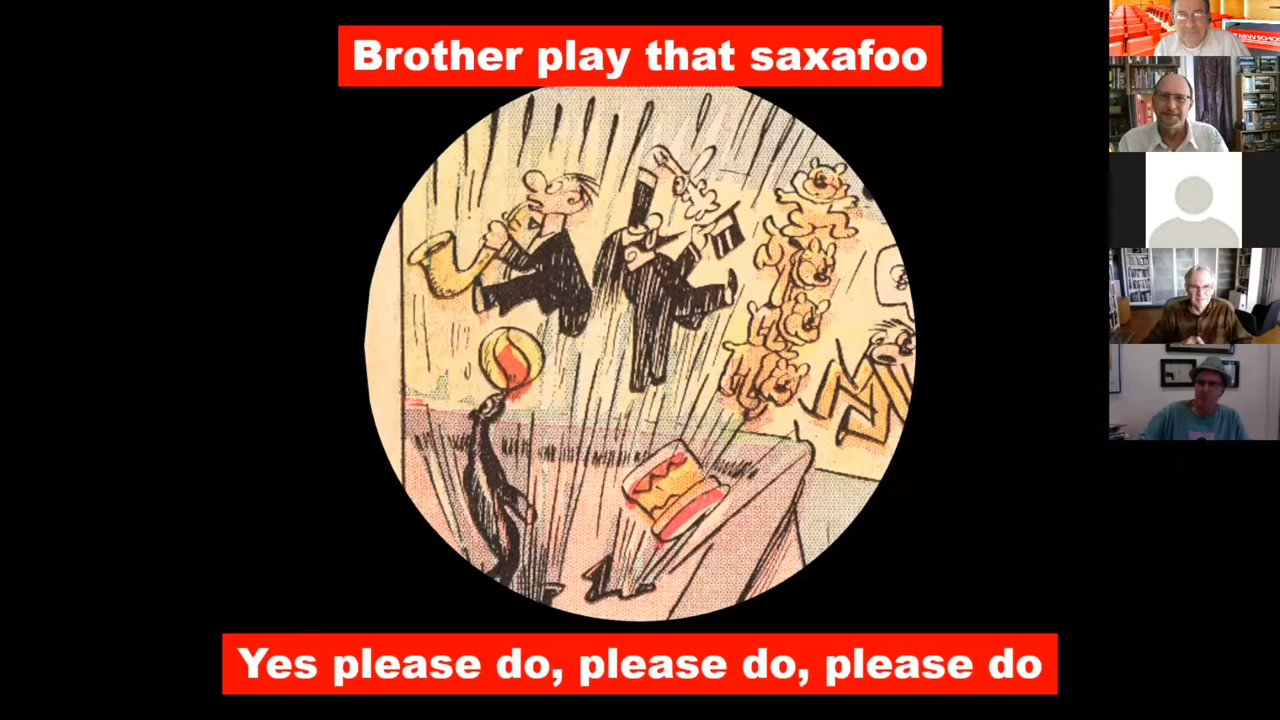 Brother play that saxafoo
Yes please do, please do, please do